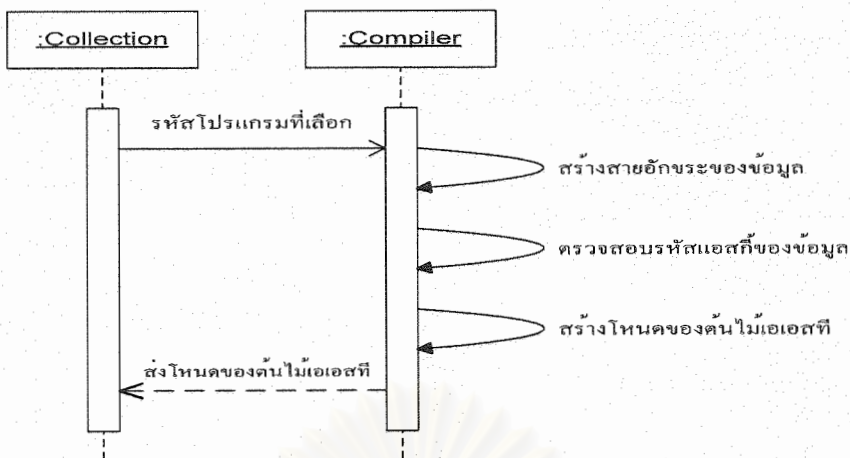 :Collection
:Compiler
รหัสโปรแกรมที่เลือก
สร้างสายอักขระของข้อมูล
ตรวจสอบรหัสแอสกี้ของข้อมูล
สร้างโหนดของต้นไม้เอเอสที
ส่งโหนดของต้นไม้เอเอสที